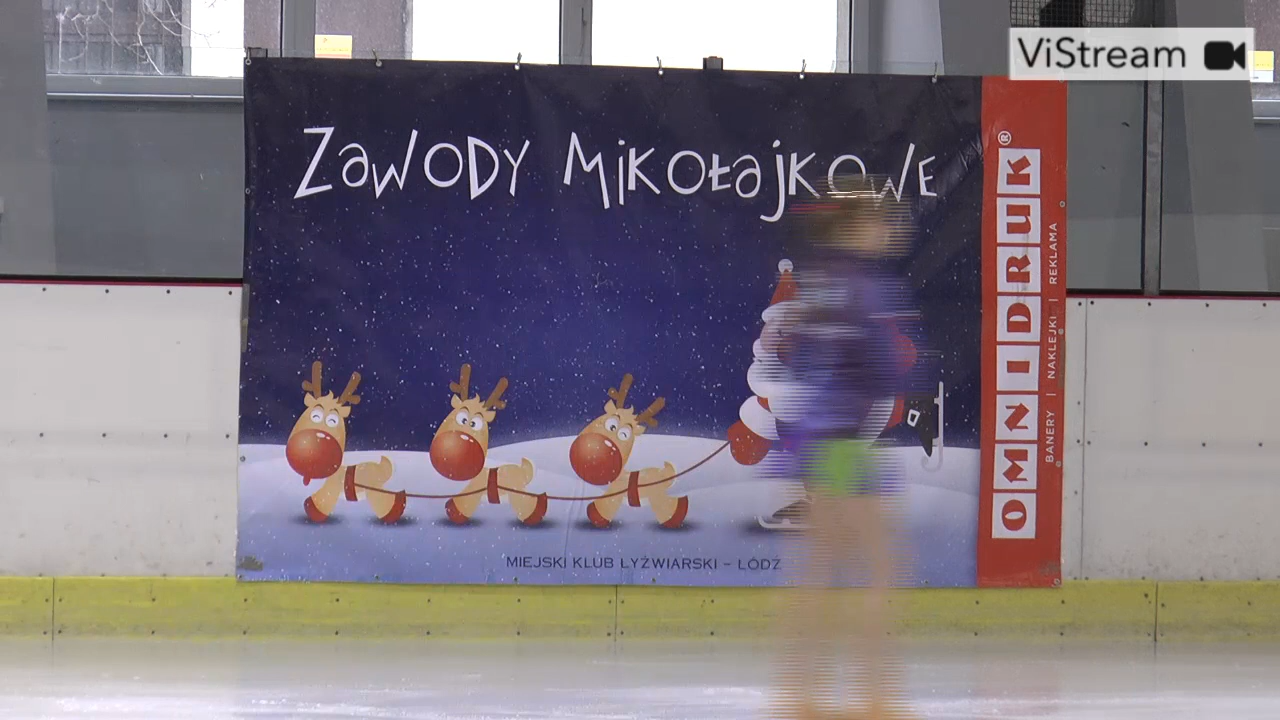 ViStream
Zawody Mikołajkowe
OMNIDRUK®
BANERY | NAKLEJKI | REKLAMA
MIEJSKI KLUB ŁYŻWIARSKI – ŁÓDŹ